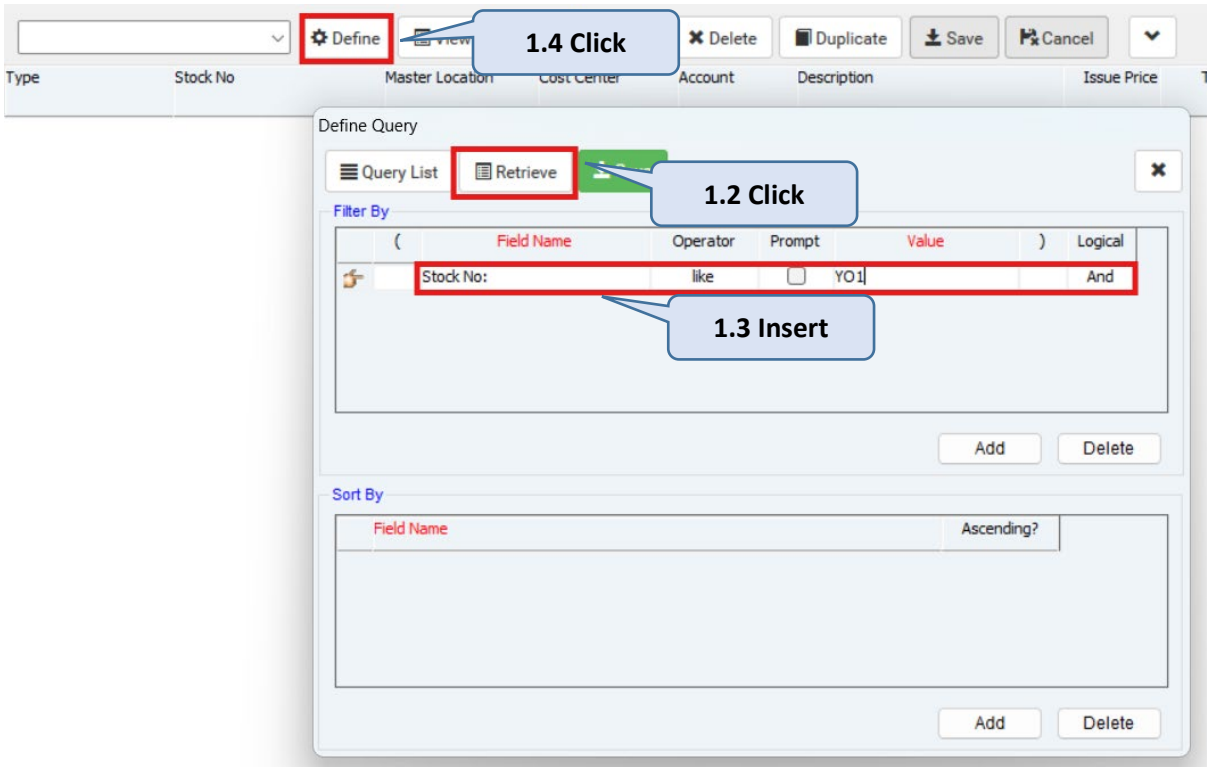 Define
View
1.4 Click
Delete
Duplicate
Save
Cancel
Type Stock No Master Location Cost Center Account Description Issue Price
Define Query
Query List
Retrieve
1.2 Click
Filter By
( Field Name Operator Prompt Value ) Logical
Stock No: like YO1 And
1.3 Insert
Add Delete
Sort By
Field Name Ascending?
Add Delete